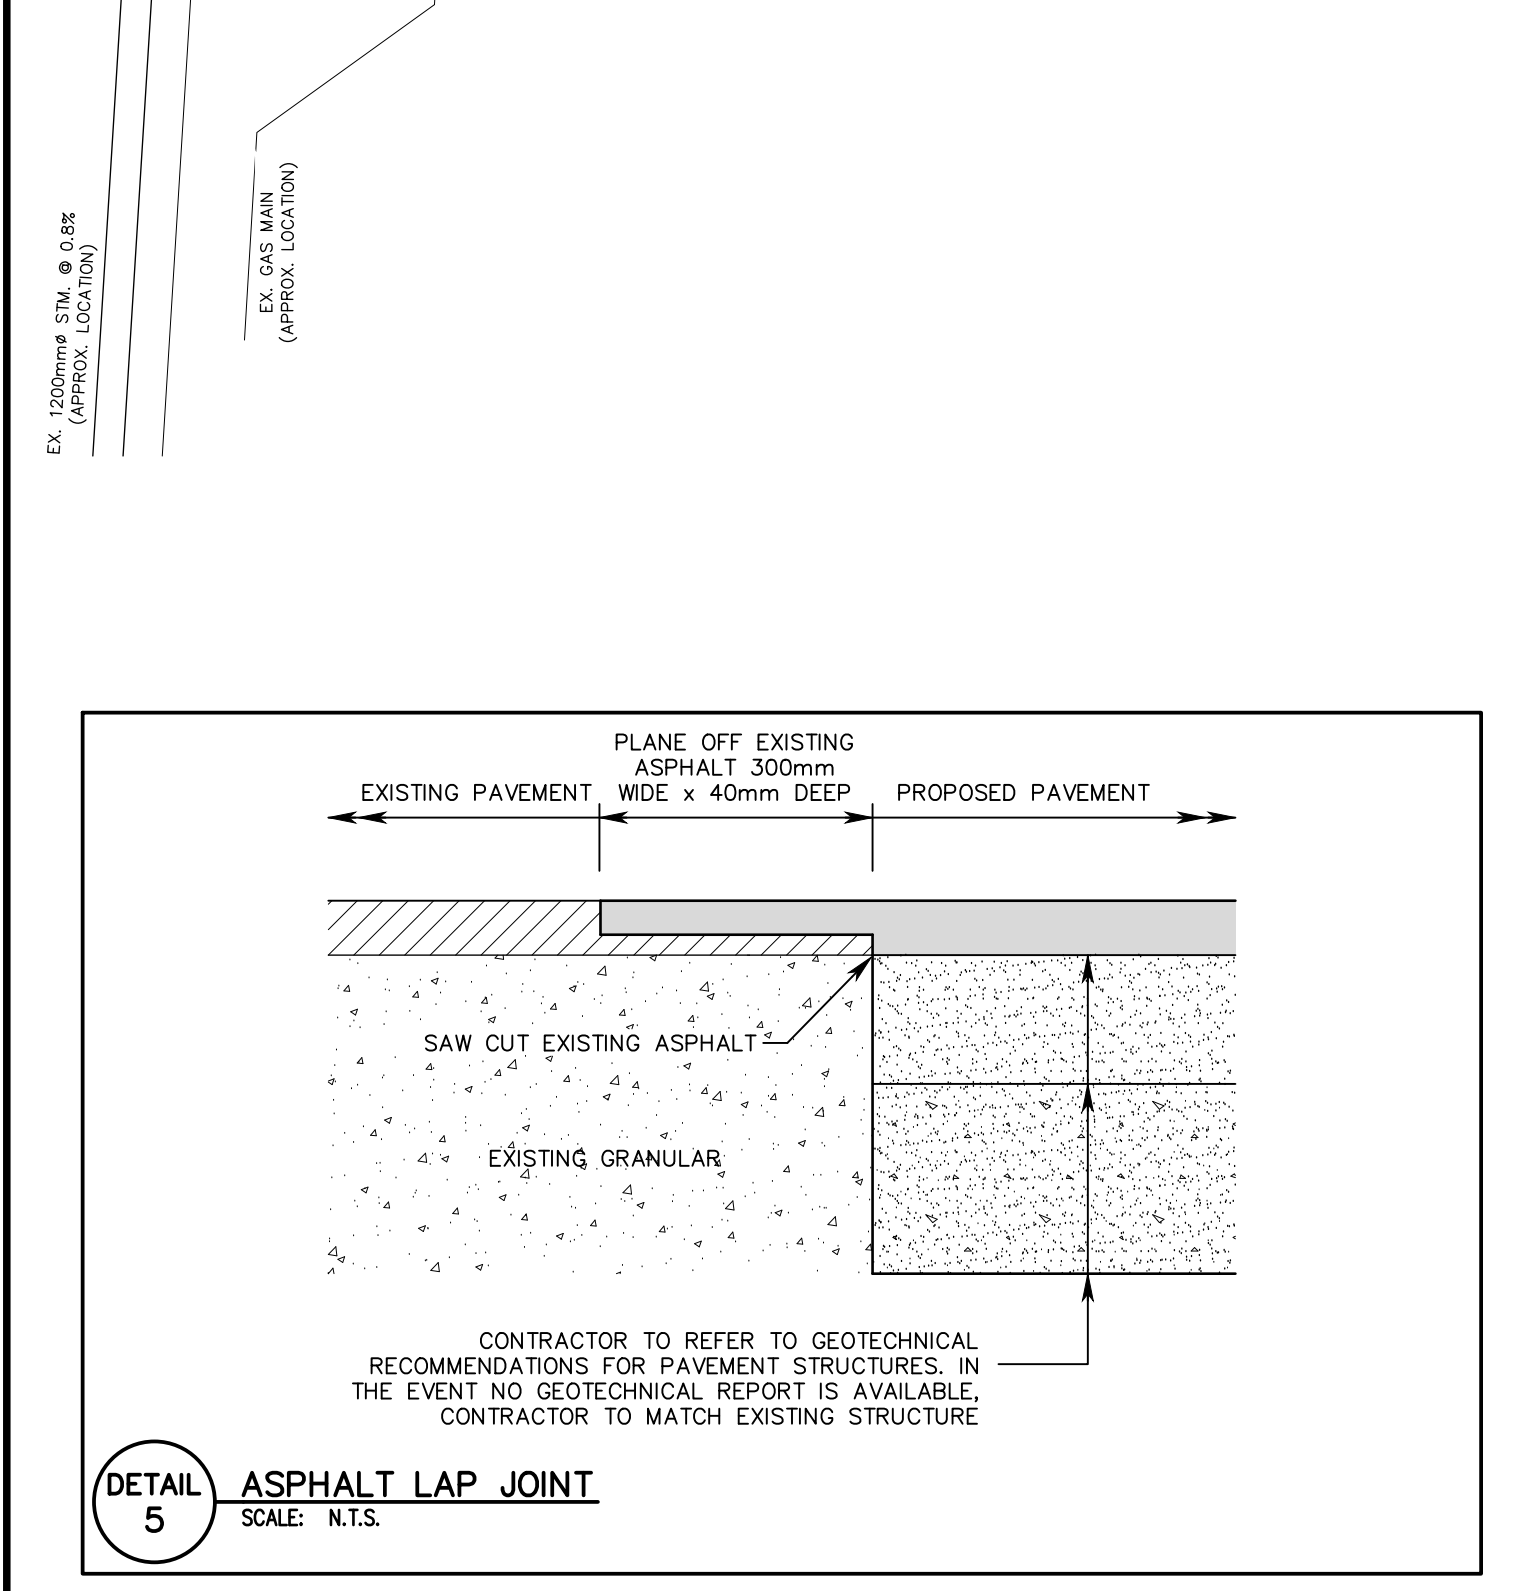 EX. 1200mmø STM. @ 0.8%
(APPROX. LOCATION)
EX. GAS MAIN
(APPROX. LOCATION)
PLANE OFF EXISTING
ASPHALT 300mm
WIDE x 40mm DEEP
EXISTING PAVEMENT
PROPOSED PAVEMENT
SAW CUT EXISTING ASPHALT
EXISTING GRANULAR
CONTRACTOR TO REFER TO GEOTECHNICAL
RECOMMENDATIONS FOR PAVEMENT STRUCTURES. IN
THE EVENT NO GEOTECHNICAL REPORT IS AVAILABLE,
CONTRACTOR TO MATCH EXISTING STRUCTURE
DETAIL
5
ASPHALT LAP JOINT
SCALE: N.T.S.